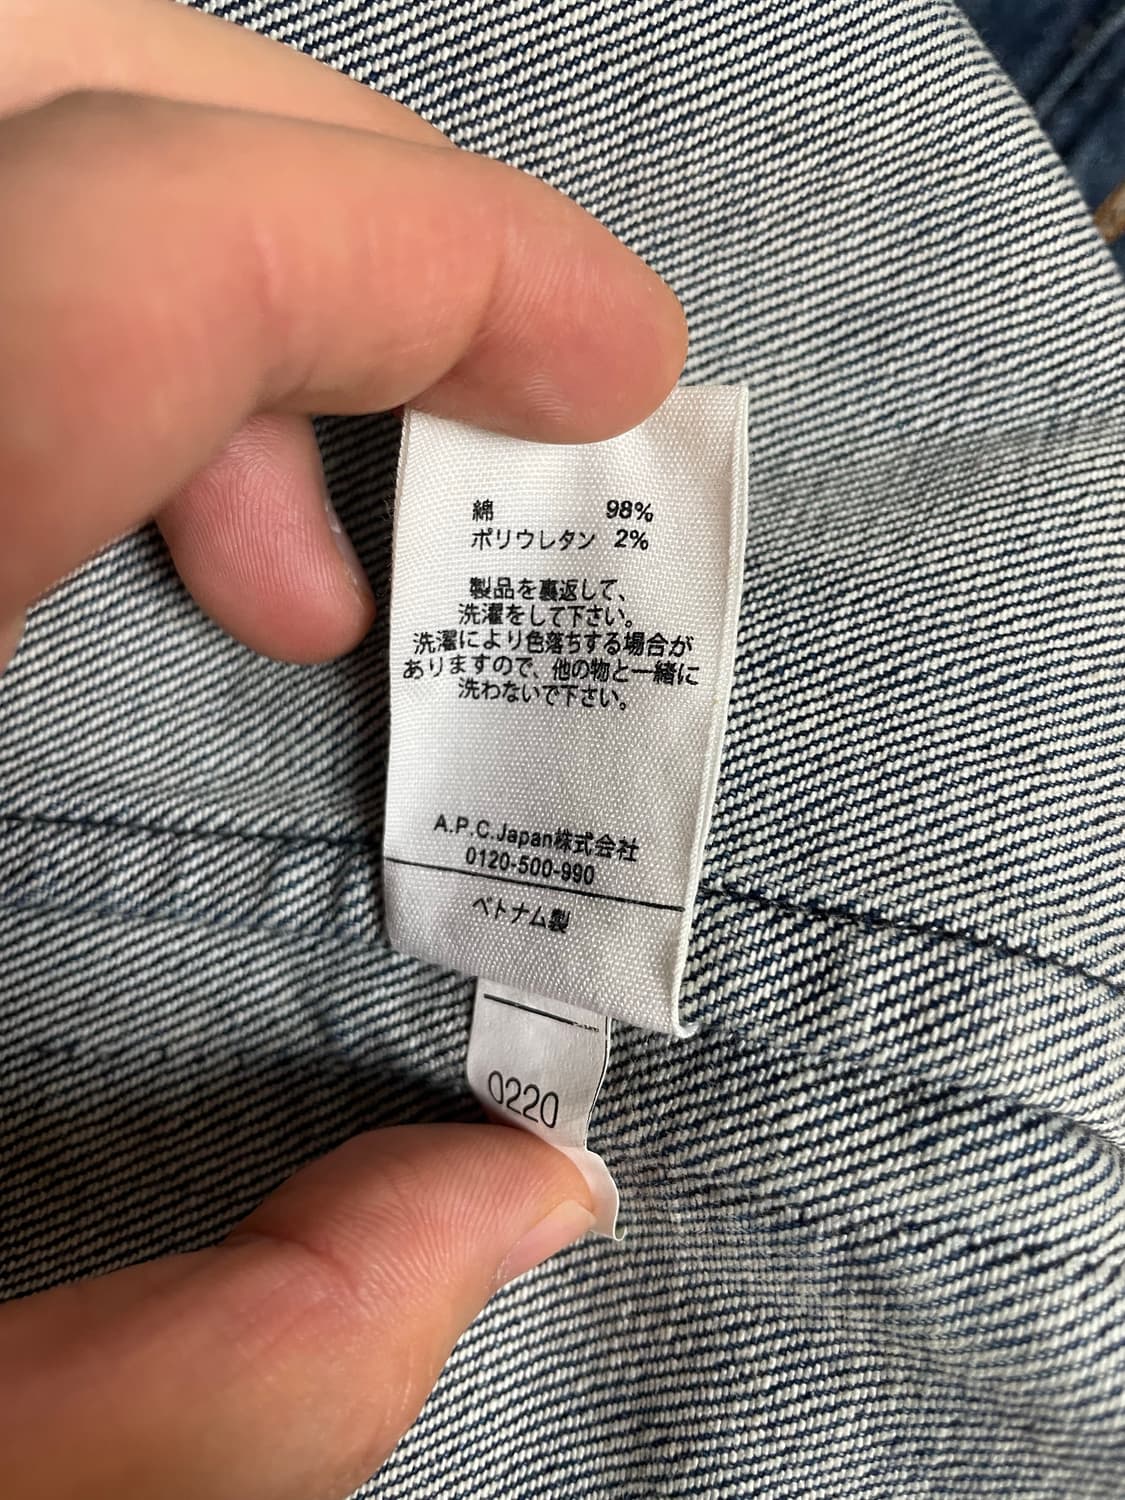 綿 98%
ポリウレタン 2%
製品を裏返して、
洗濯をして下さい。
洗濯により色落ちする場合が
ありますので、他の物と一緒に
洗わないで下さい。
A.P.C.Japan株式会社
0120-500-990
ベトナム製
0220